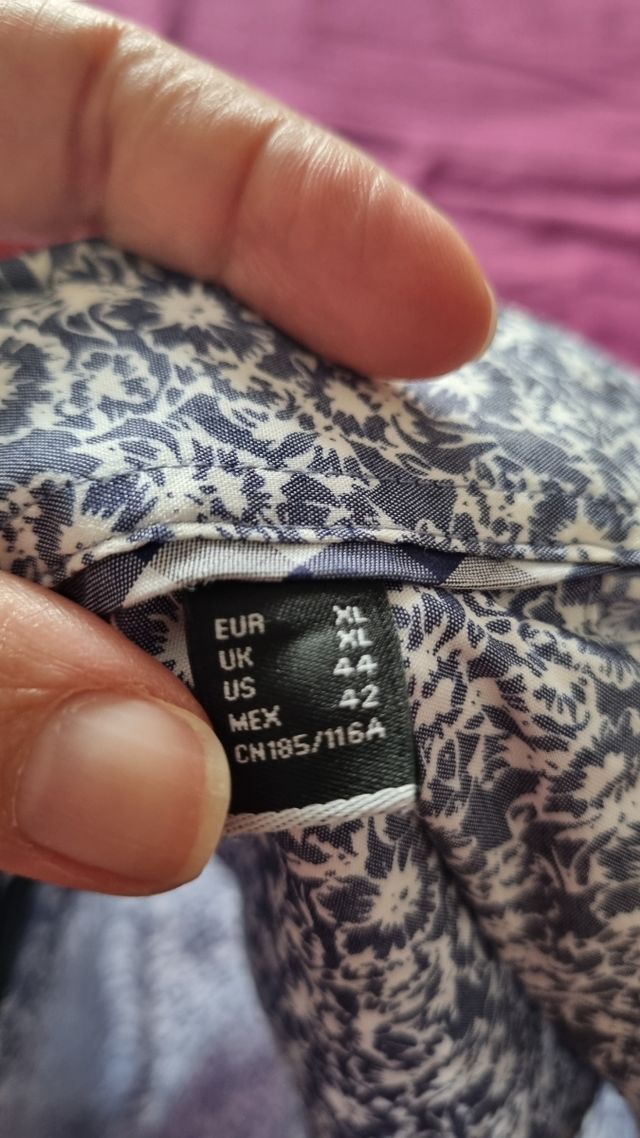 EUR XL
UK XL
US 44
MEX 42
CN185/116A